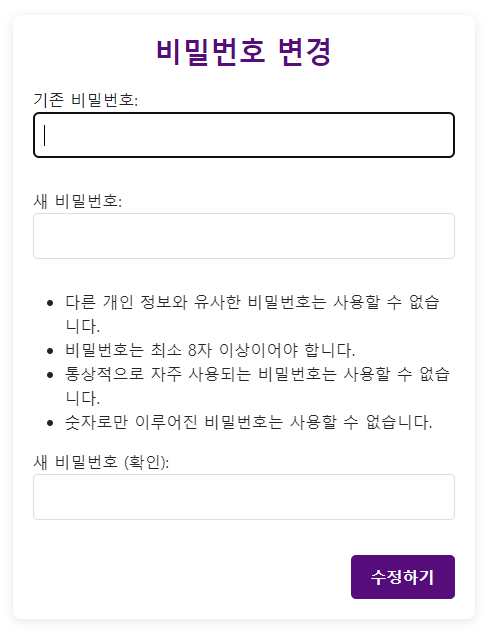 비밀번호 변경
기존 비밀번호:
새 비밀번호:
다른 개인 정보와 유사한 비밀번호는 사용할 수 없습
니다.
비밀번호는 최소 8자 이상이어야 합니다.
통상적으로 자주 사용되는 비밀번호는 사용할 수 없습
니다.
숫자로만 이루어진 비밀번호는 사용할 수 없습니다.
새 비밀번호 (확인):
수정하기